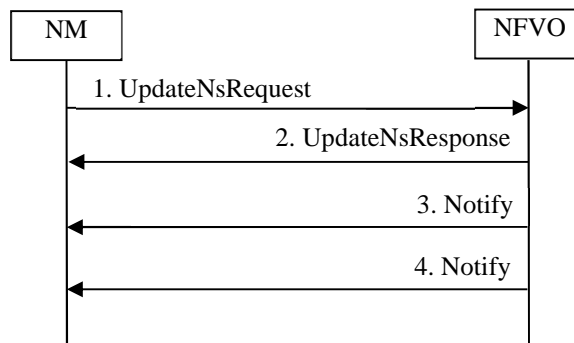 NM
NFVO
1. UpdateNsRequest
2. UpdateNsResponse
3. Notify
4. Notify